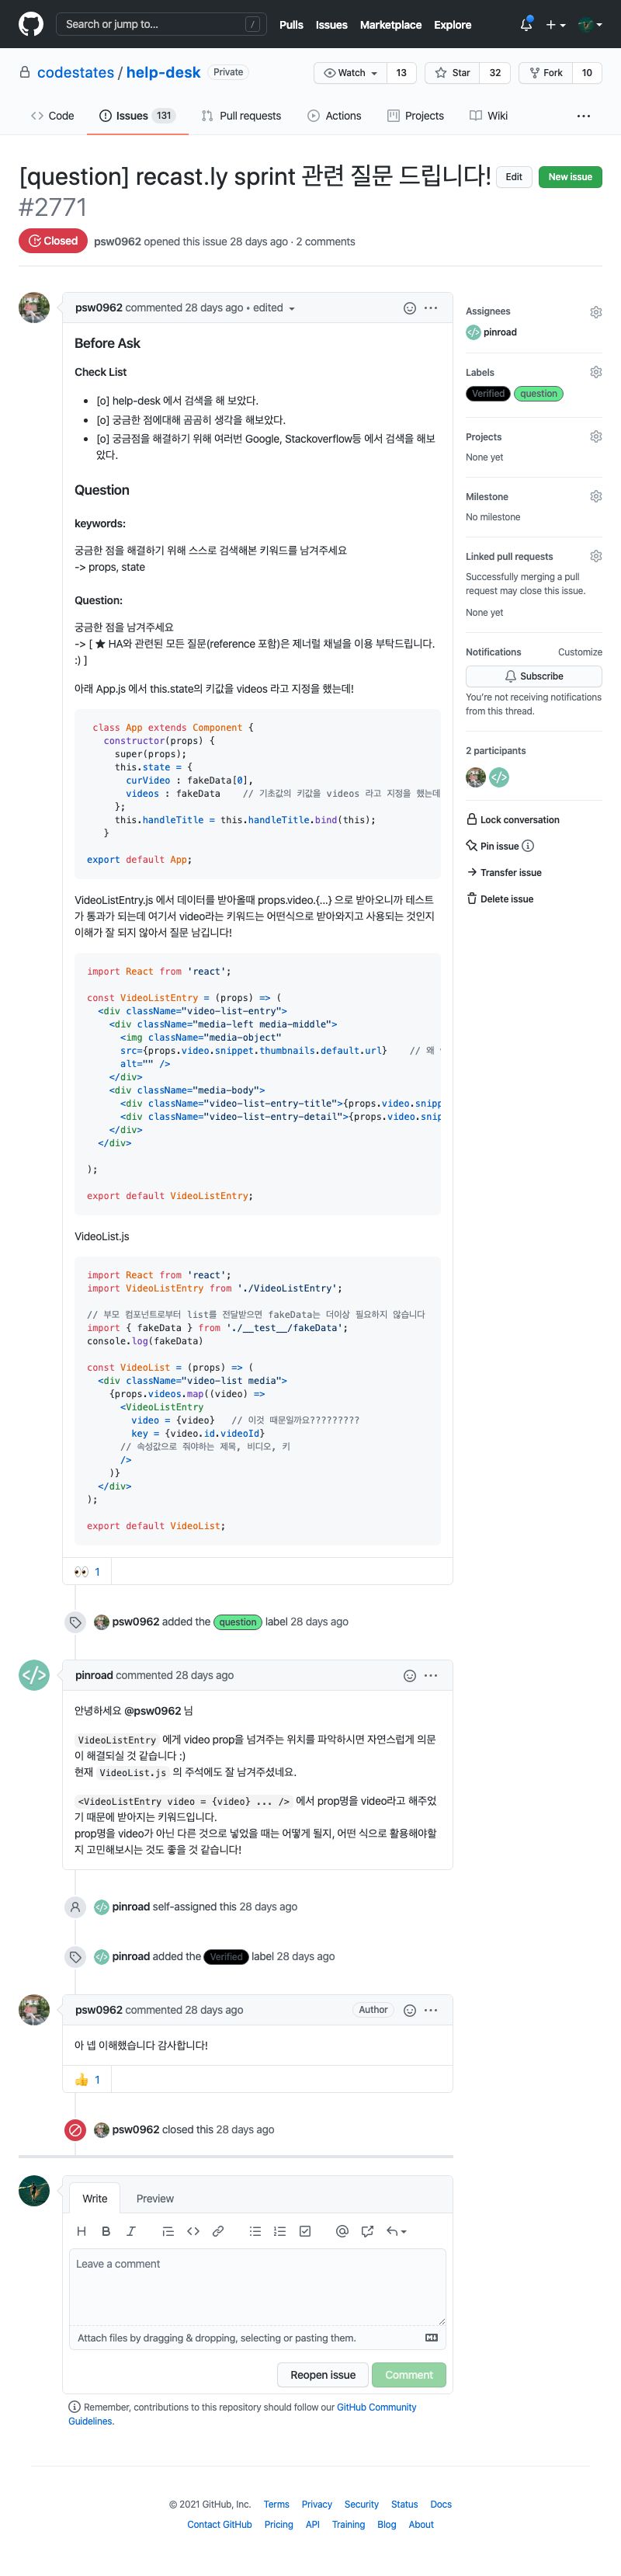 Search or jump to...
/
Pulls Issues Marketplace Explore
codestates / help-desk Private
Watch 13 Star 32 Fork 10
Code Issues 131 Pull requests Actions Projects Wiki
[question] recast.ly sprint 관련 질문 드립니다!
#2771
Edit New issue
Closed psw0962 opened this issue 28 days ago · 2 comments
psw0962 commented 28 days ago • edited
Before Ask
Check List
[o] help-desk 에서 검색을 해 보았다.
[o] 궁금한 점에대해 곰곰히 생각을 해보았다.
[o] 궁금점을 해결하기 위해 여러번 Google, Stackoverflow등 에서 검색을 해보
았다.
Question
keywords:
궁금한 점을 해결하기 위해 스스로 검색해본 키워드를 남겨주세요
-> props, state
Question:
궁금한 점을 남겨주세요
-> [ ★ HA와 관련된 모든 질문(reference 포함)은 제너럴 채널을 이용 부탁드립니다.
:) ]
아래 App.js 에서 this.state의 키값을 videos 라고 지정을 했는데!
class App extends Component {
constructor(props) {
super(props);
this.state = {
curVideo : fakeData[0],
videos : fakeData // 기초값의 키값을 videos 라고 지정을 했는데
};
this.handleTitle = this.handleTitle.bind(this);
}
export default App;
VideoListEntry.js 에서 데이터를 받아올때 props.video.{...} 으로 받아오니까 테스트
가 통과가 되는데 여기서 video라는 키워드는 어떤식으로 받아와지고 사용되는 것인지
이해가 잘 되지 않아서 질문 남깁니다!
import React from 'react';
const VideoListEntry = (props) => (
<div className="video-list-entry">
<div className="media-left media-middle">
<img className="media-object"
src={props.video.snippet.thumbnails.default.url} // 왜
alt="" />
</div>
<div className="media-body">
<div className="video-list-entry-title">{props.video.snipp
<div className="video-list-entry-detail">{props.video.snip
</div>
</div>
);
export default VideoListEntry;
VideoList.js
import React from 'react';
import VideoListEntry from './VideoListEntry';
// 부모 컴포넌트로부터 list를 전달받으면 fakeData는 더이상 필요하지 않습니다
import { fakeData } from './__test__/fakeData';
console.log(fakeData)
const VideoList = (props) => (
<div className="video-list media">
{props.videos.map((video) =>
<VideoListEntry
video = {video} // 이것 때문일까요?????????
key = {video.id.videoId}
// 속성값으로 줘야하는 제목, 비디오, 키
/>
)}
</div>
);
export default VideoList;
👀 1
psw0962 added the question label 28 days ago
pinroad commented 28 days ago
안녕하세요 @psw0962 님
VideoListEntry 에게 video prop을 넘겨주는 위치를 파악하시면 자연스럽게 의문
이 해결되실 것 같습니다 :)
현재 VideoList.js 의 주석에도 잘 남겨주셨네요.
<VideoListEntry video = {video} ... /> 에서 prop명을 video라고 해주었
기 때문에 받아지는 키워드입니다.
prop명을 video가 아닌 다른 것으로 넣었을 때는 어떻게 될지, 어떤 식으로 활용해야할
지 고민해보시는 것도 좋을 것 같습니다!
pinroad self-assigned this 28 days ago
pinroad added the Verified label 28 days ago
psw0962 commented 28 days ago Author
아 넵 이해했습니다 감사합니다!
👍 1
psw0962 closed this 28 days ago
Write Preview
Leave a comment
Attach files by dragging & dropping, selecting or pasting them.
Reopen issue Comment
Remember, contributions to this repository should follow our GitHub Community
Guidelines.
Assignees
pinroad
Labels
Verified question
Projects
None yet
Milestone
No milestone
Linked pull requests
Successfully merging a pull
request may close this issue.
None yet
Notifications Customize
Subscribe
You're not receiving notifications
from this thread.
2 participants
Lock conversation
Pin issue
Transfer issue
Delete issue
© 2021 GitHub, Inc. Terms Privacy Security Status Docs
Contact GitHub Pricing API Training Blog About